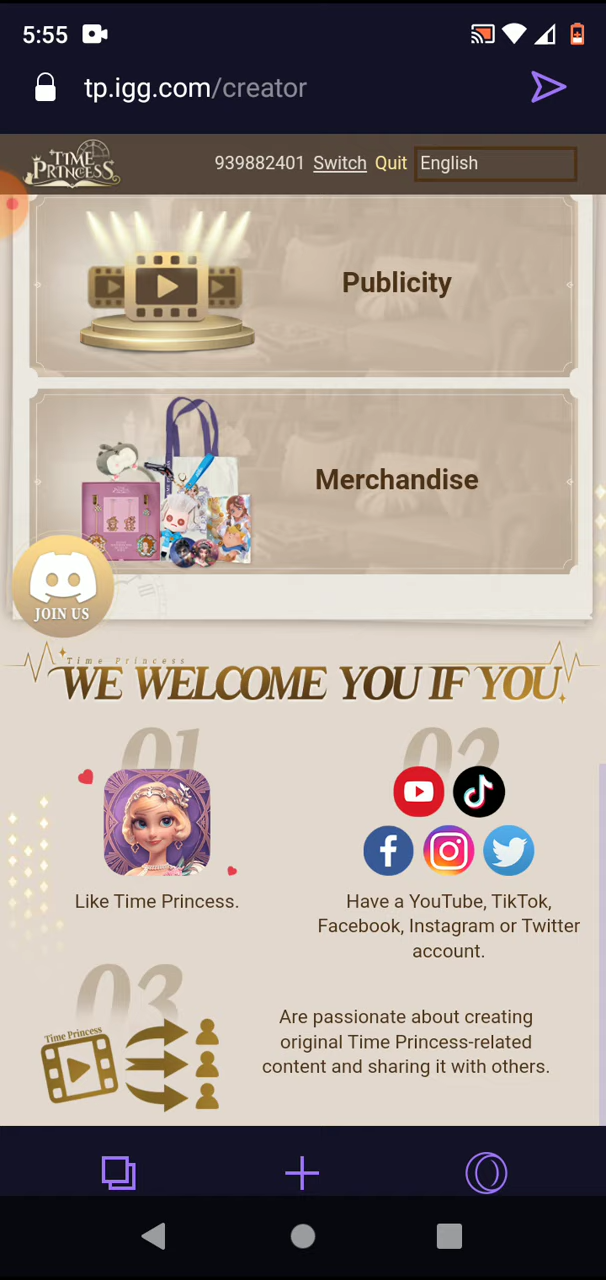 5:55
tp.igg.com/creator
TIME PRINCESS
939882401 Switch Quit English
Publicity
Merchandise
JOIN US
Time Princess
WE WELCOME YOU IF YOU
01
02
Like Time Princess.
Have a YouTube, TikTok,
Facebook, Instagram or Twitter
account.
03
Time Princess
Are passionate about creating
original Time Princess-related
content and sharing it with others.